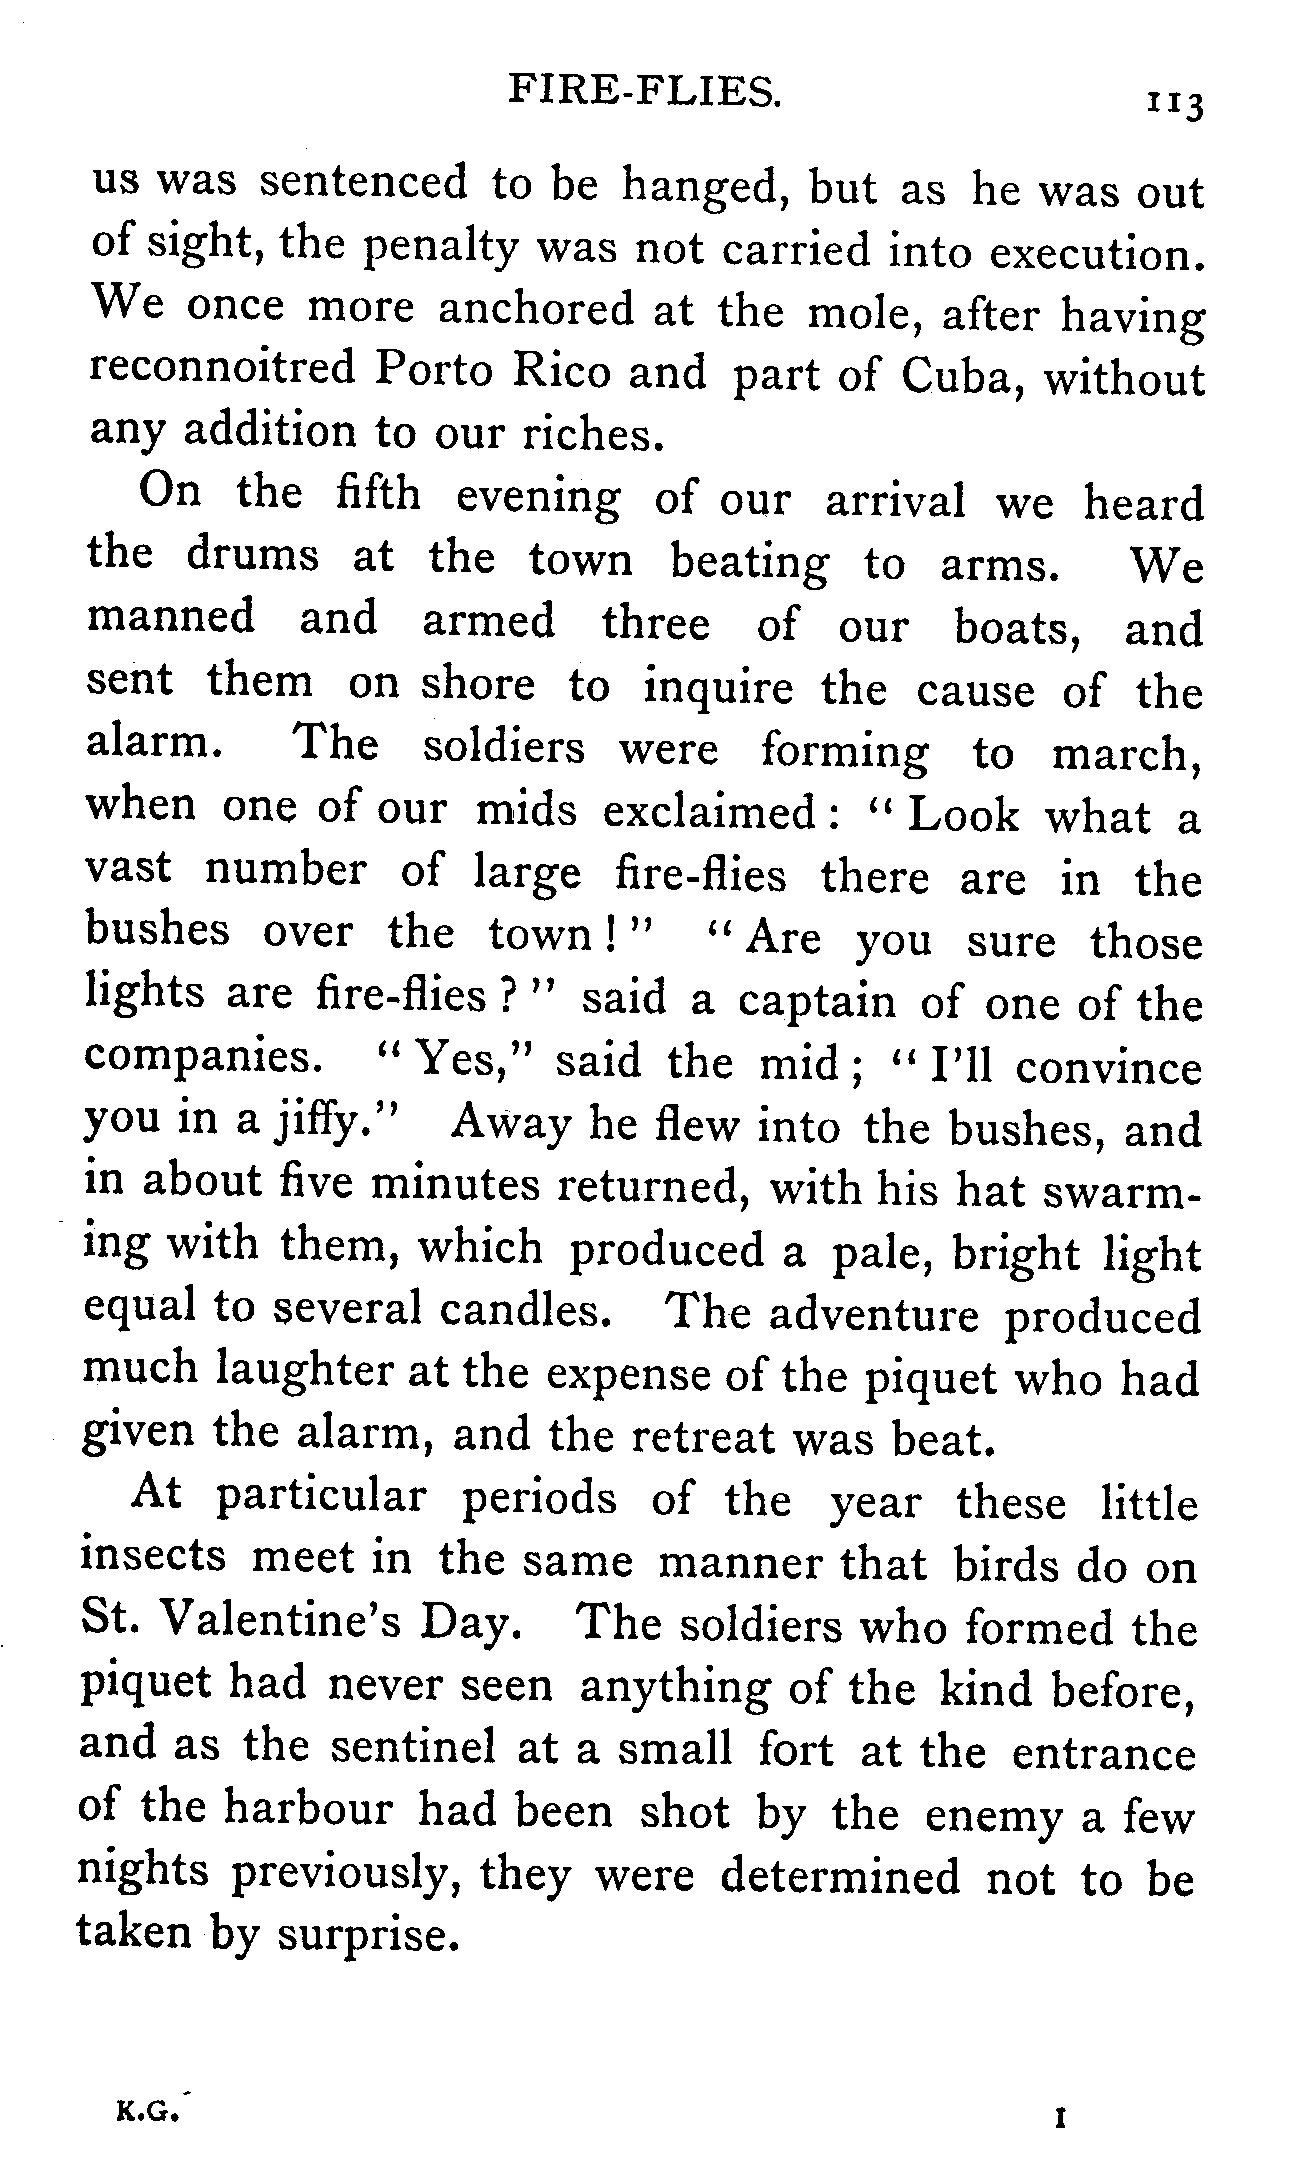 FIRE-FLIES. 113
us was sentenced to be hanged, but as he was out
of sight, the penalty was not carried into execution.
We once more anchored at the mole, after having
reconnoitred Porto Rico and part of Cuba, without
any addition to our riches.
On the fifth evening of our arrival we heard
the drums at the town beating to arms. We
manned and armed three of our boats, and
sent them on shore to inquire the cause of the
alarm. The soldiers were forming to march,
when one of our mids exclaimed : “ Look what a
vast number of large fire-flies there are in the
bushes over the town ! ” “ Are you sure those
lights are fire-flies ? ” said a captain of one of the
companies. “ Yes,” said the mid ; “ I’ll convince
you in a jiffy.” Away he flew into the bushes, and
in about five minutes returned, with his hat swarm-
ing with them, which produced a pale, bright light
equal to several candles. The adventure produced
much laughter at the expense of the piquet who had
given the alarm, and the retreat was beat.
At particular periods of the year these little
insects meet in the same manner that birds do on
St. Valentine’s Day. The soldiers who formed the
piquet had never seen anything of the kind before,
and as the sentinel at a small fort at the entrance
of the harbour had been shot by the enemy a few
nights previously, they were determined not to be
taken by surprise.
K.G. I